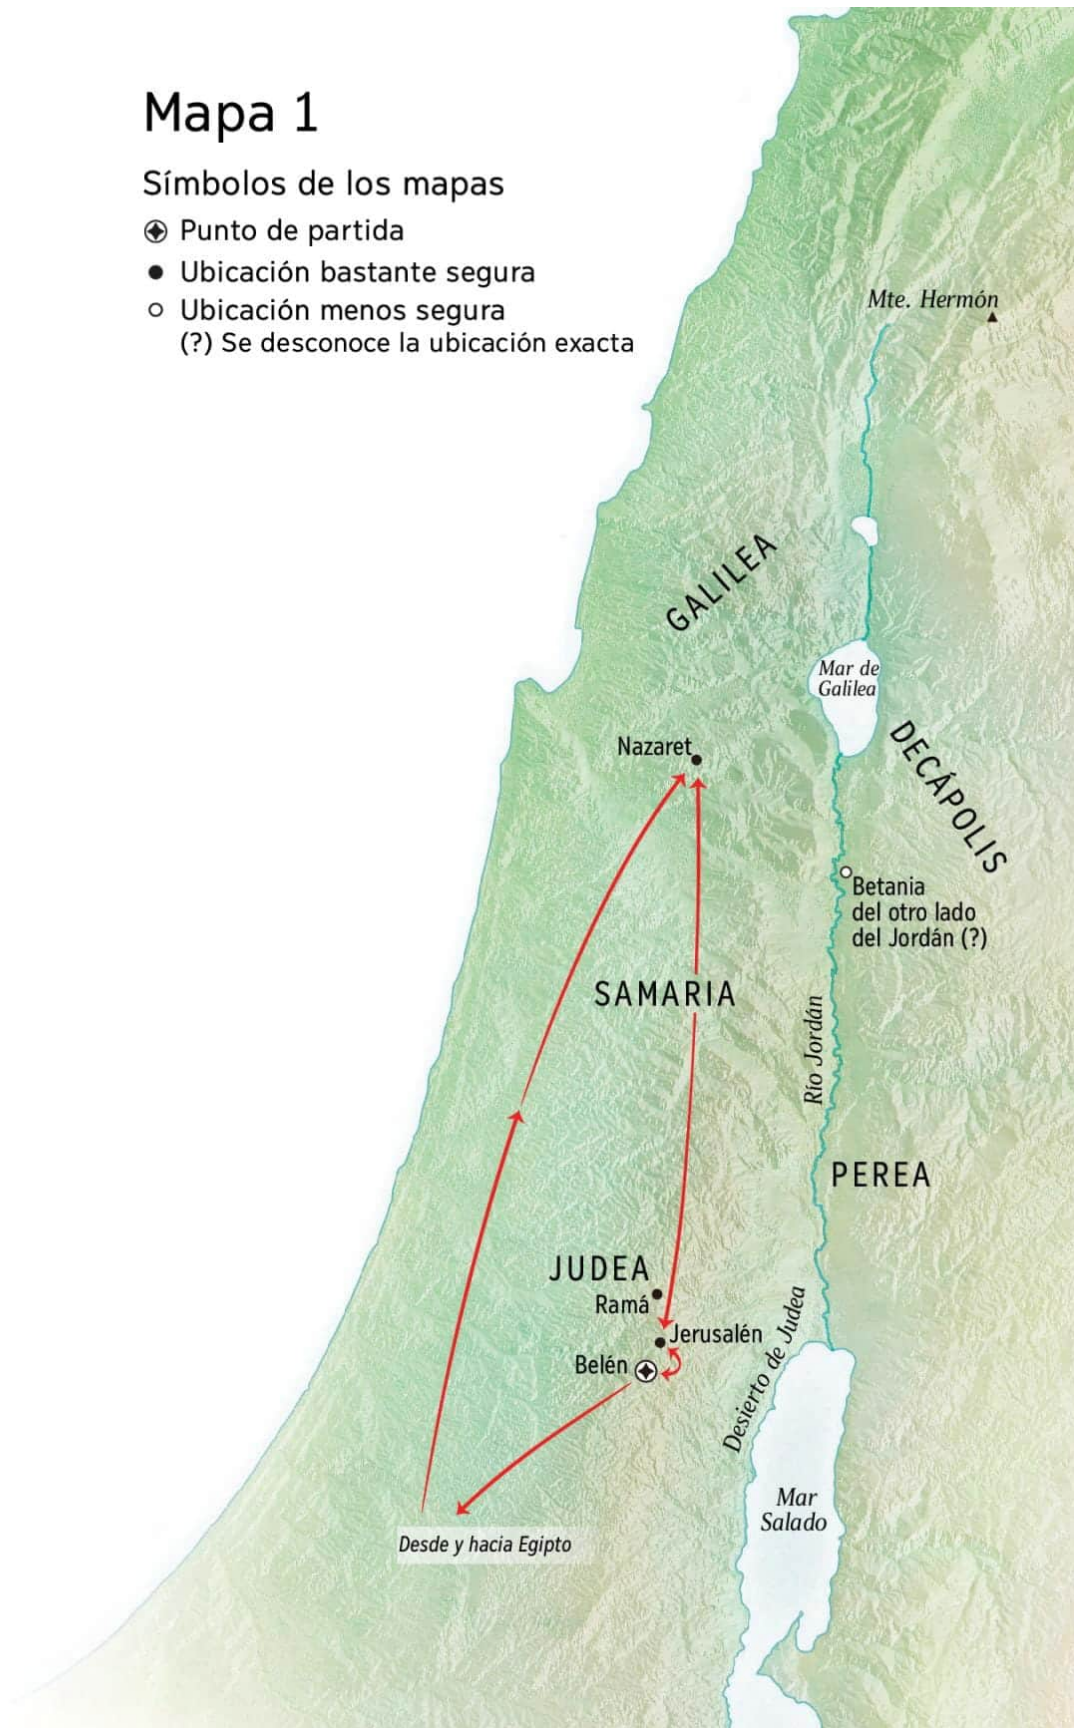 Mapa 1
Símbolos de los mapas
Punto de partida
Ubicación bastante segura
Ubicación menos segura
(?) Se desconoce la ubicación exacta
Mte. Hermón
GALILEA
Mar de
Galilea
Nazaret
DECÁPOLIS
Betania
del otro lado
del Jordán (?)
SAMARIA
Río Jordán
PEREA
JUDEA
Ramá
Jerusalén
Belén
Desierto de Judea
Mar
Salado
Desde y hacia Egipto